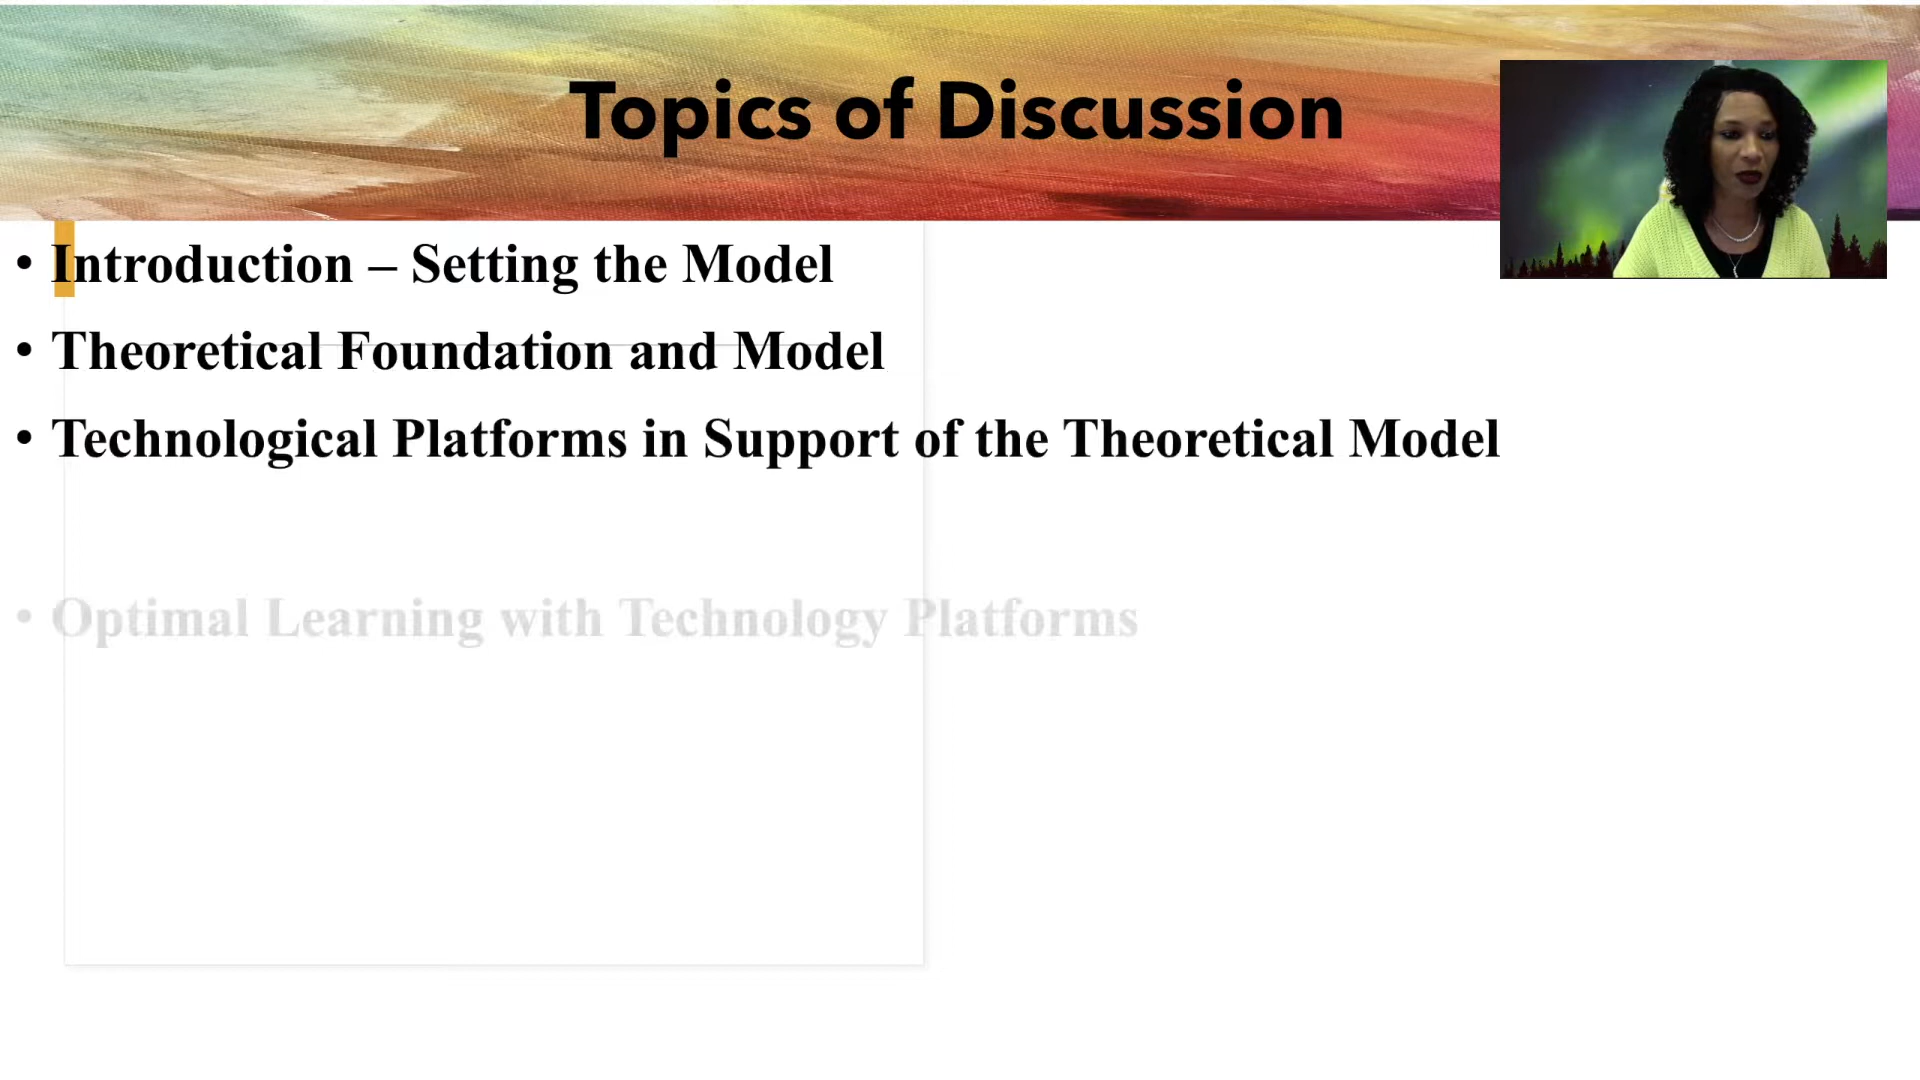 Topics of Discussion
• Introduction – Setting the Model
• Theoretical Foundation and Model
• Technological Platforms in Support of the Theoretical Model
• Optimal Learning with Technology Platforms